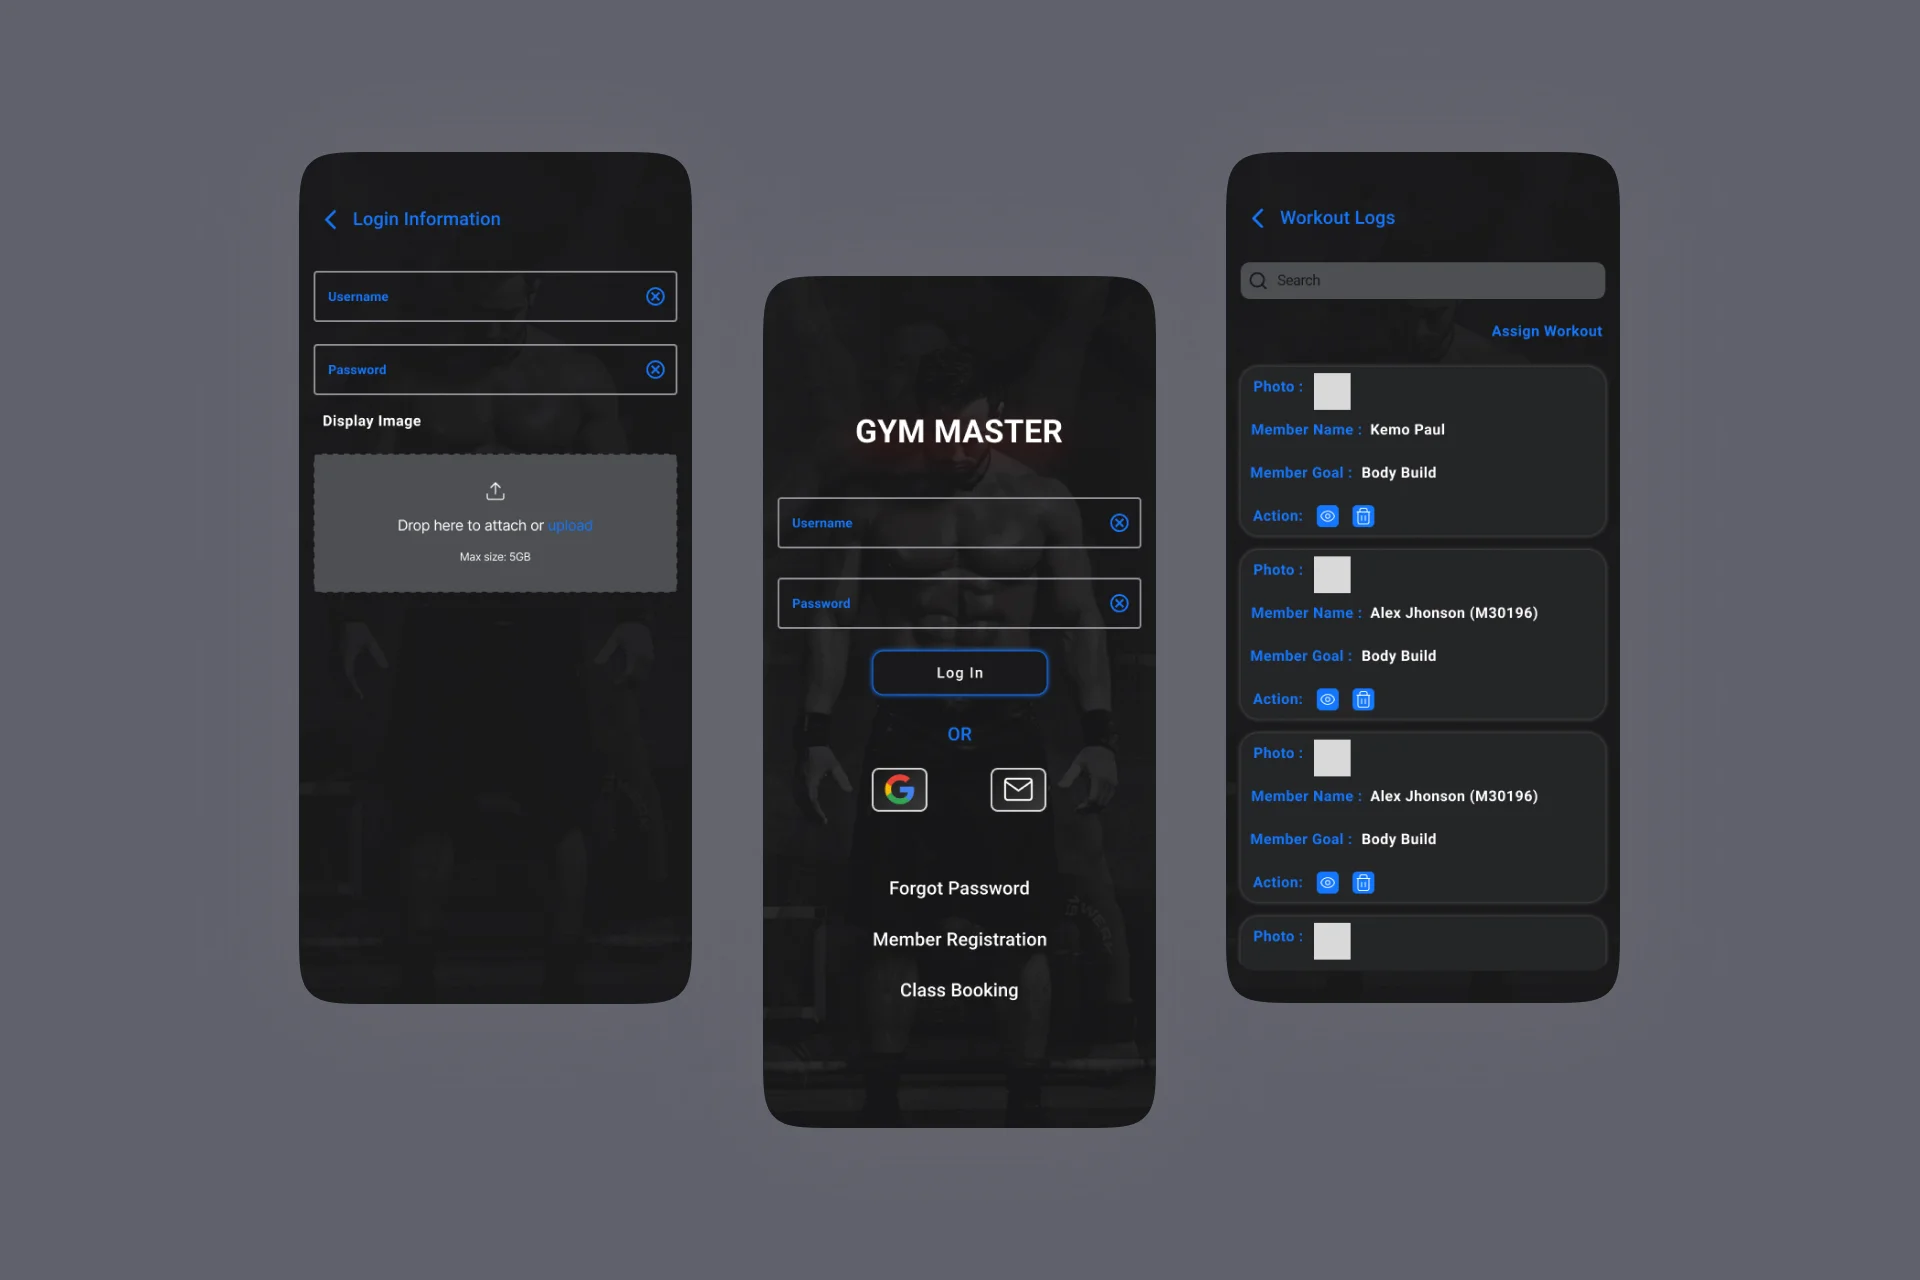 Login Information
Username
Password
Display Image
Drop here to attach or upload
Max size: 5GB
GYM MASTER
Username
Password
Log In
OR
Forgot Password
Member Registration
Class Booking
Workout Logs
Search
Assign Workout
Photo :
Member Name : Kemo Paul
Member Goal : Body Build
Action:
Photo :
Member Name : Alex Jhonson (M30196)
Member Goal : Body Build
Action:
Photo :
Member Name : Alex Jhonson (M30196)
Member Goal : Body Build
Action:
Photo :